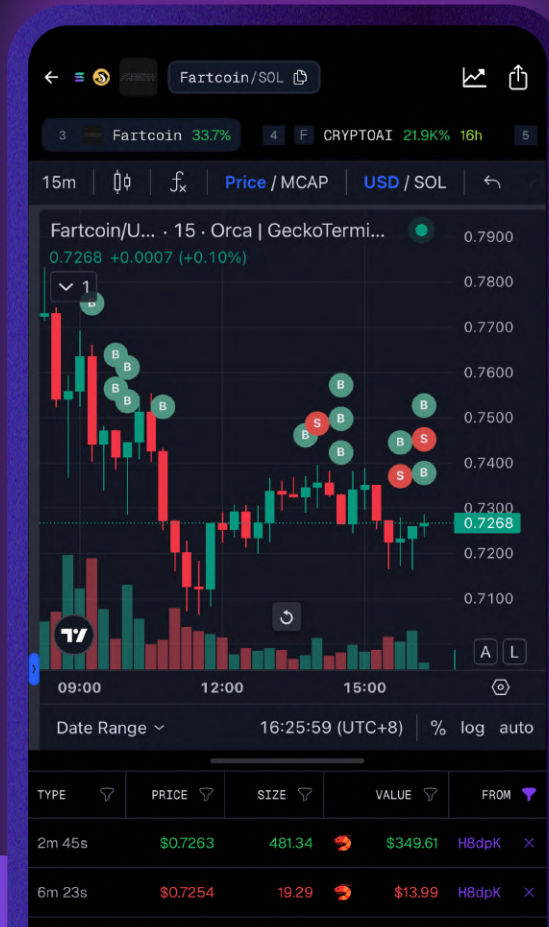 Fartcoin/SOL
3 Fartcoin 33.7% 4 F CRYPTOAI 21.9K% 16h 5
15m Price / MCAP USD / SOL
Fartcoin/U... · 15 · Orca | GeckoTermi...
0.7268 +0.0007 (+0.10%)
1
0.7900
0.7800
B
0.7700
B
B
0.7600
B
B
B
B
B
0.7500
S
B
B
B
S
0.7400
B
S
B
0.7300
0.7268
0.7200
0.7100
A L
09:00 12:00 15:00
Date Range 16:25:59 (UTC+8) % log auto
TYPE PRICE SIZE VALUE FROM
2m 45s $0.7263 481.34 $349.61 H8dpK ×
6m 23s $0.7254 19.29 $13.99 H8dpK ×